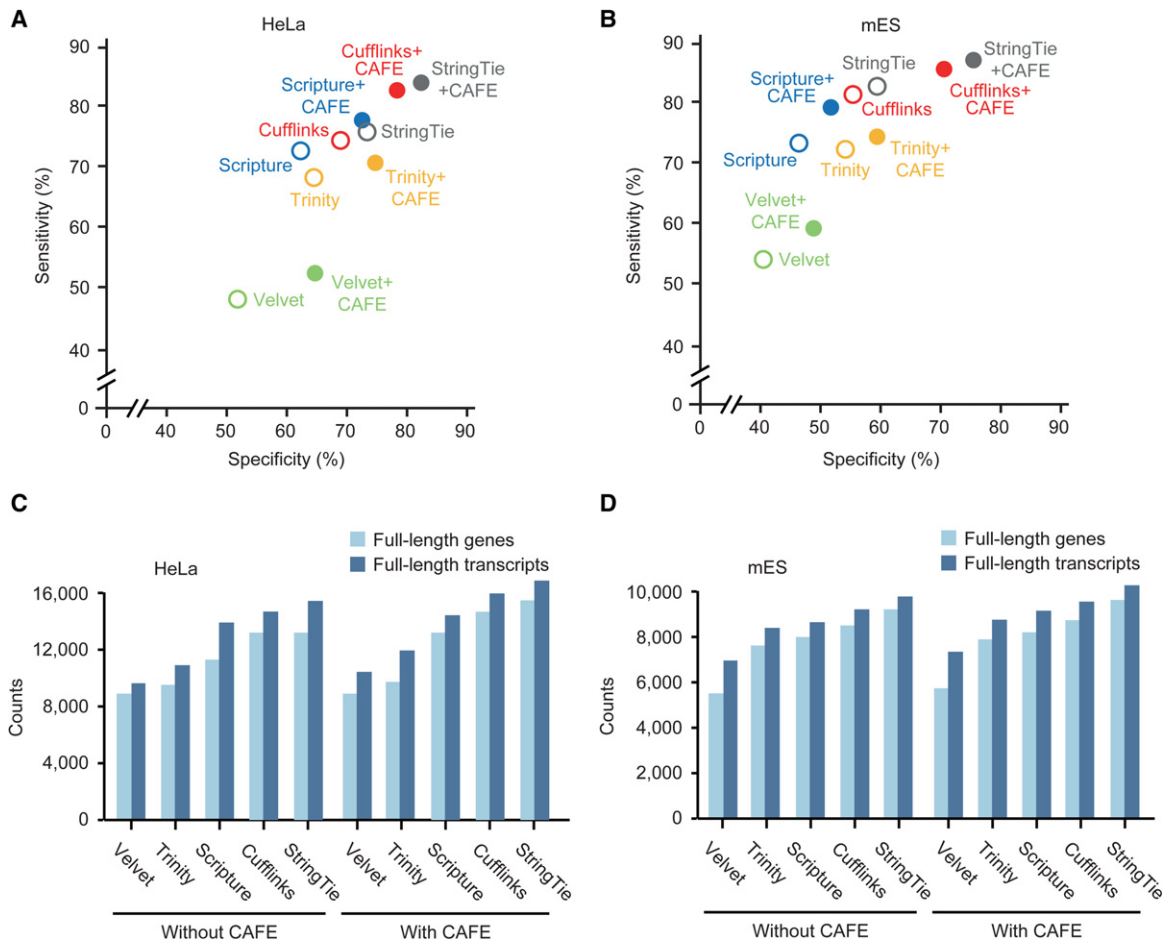 A
HeLa
90
80
70
60
50
40
0
Sensitivity (%)
Cufflinks+
CAFE
StringTie
+CAFE
Scripture+
CAFE
Cufflinks
StringTie
Scripture
Trinity
Trinity+
CAFE
Velvet
Velvet+
CAFE
0 40 50 60 70 80 90
Specificity (%)
B
mES
90
80
70
60
50
40
0
Sensitivity (%)
StringTie
StringTie
+CAFE
Scripture+
CAFE
Cufflinks
Cufflinks+
CAFE
Scripture
Trinity
Trinity+
CAFE
Velvet+
CAFE
Velvet
0 40 50 60 70 80 90
Specificity (%)
C
Full-length genes
Full-length transcripts
HeLa
16,000
12,000
8,000
4,000
0
Counts
Velvet
Trinity
Scripture
Cufflinks
StringTie
Velvet
Trinity
Scripture
Cufflinks
StringTie
Without CAFE
With CAFE
D
Full-length genes
Full-length transcripts
mES
10,000
8,000
6,000
4,000
2,000
0
Counts
Velvet
Trinity
Scripture
Cufflinks
StringTie
Velvet
Trinity
Scripture
Cufflinks
StringTie
Without CAFE
With CAFE